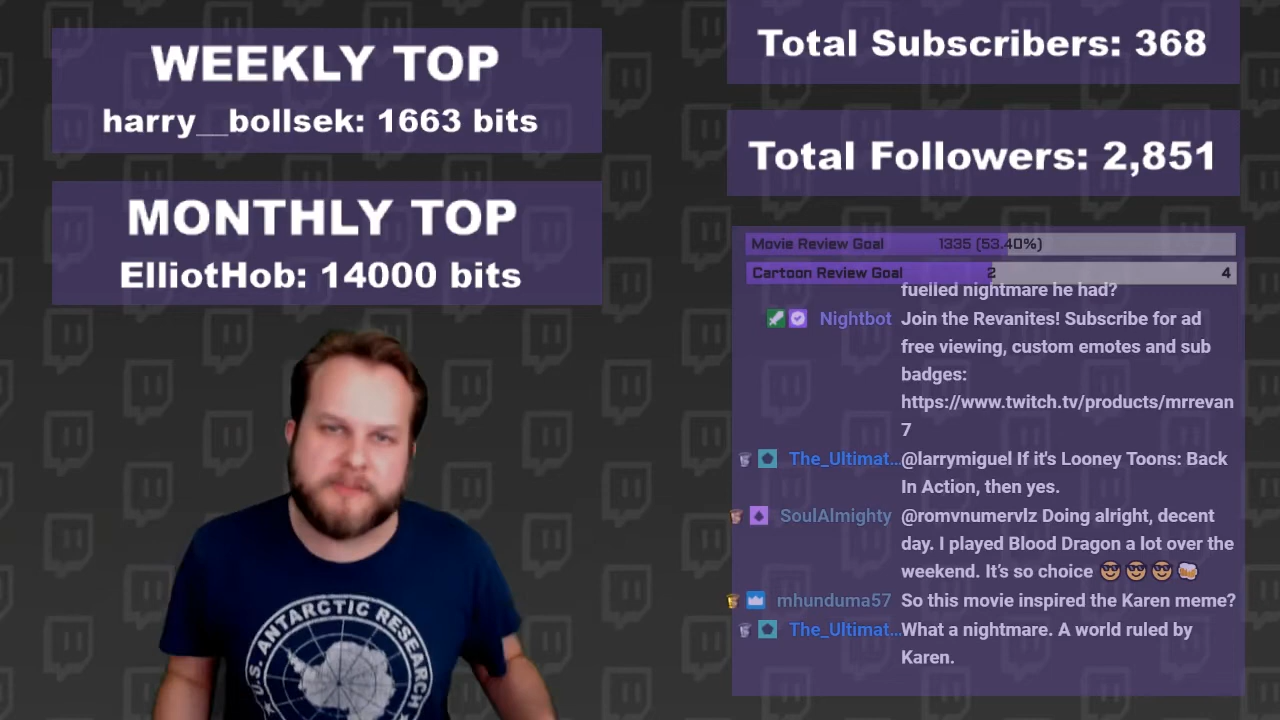 WEEKLY TOP
harry__bollsek: 1663 bits
MONTHLY TOP
ElliotHob: 14000 bits
Total Subscribers: 368
Total Followers: 2,851
Movie Review Goal 1335 (53.40%)
Cartoon Review Goal 2 4
fuelled nightmare he had?
Nightbot Join the Revanites! Subscribe for ad
free viewing, custom emotes and sub
badges:
https://www.twitch.tv/products/mrrevan
7
The_Ultimat... @larrymiguel If it's Looney Toons: Back
In Action, then yes.
SoulAlmighty @romvnumervlz Doing alright, decent
day. I played Blood Dragon a lot over the
weekend. It's so choice 😎 😎 😎 🍻
mhunduma57 So this movie inspired the Karen meme?
The_Ultimat... What a nightmare. A world ruled by
Karen.
U.S. ANTARCTIC RESEARCH